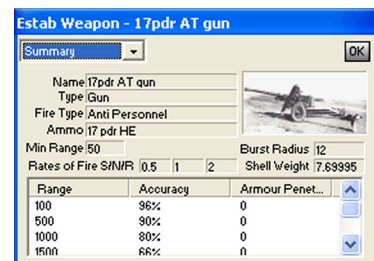 Estab Weapon - 17pdr AT gun
Summary OK
Name 17pdr AT gun
Type Gun
Fire Type Anti Personnel
Ammo 17 pdr HE
Min Range 50 Burst Radius 12
Rates of Fire S/N/R 0.5 1 2 Shell Weight 7.69995
Range Accuracy Armour Penet...
100 96% 0
500 90% 0
1000 80% 0
1500 66% 0